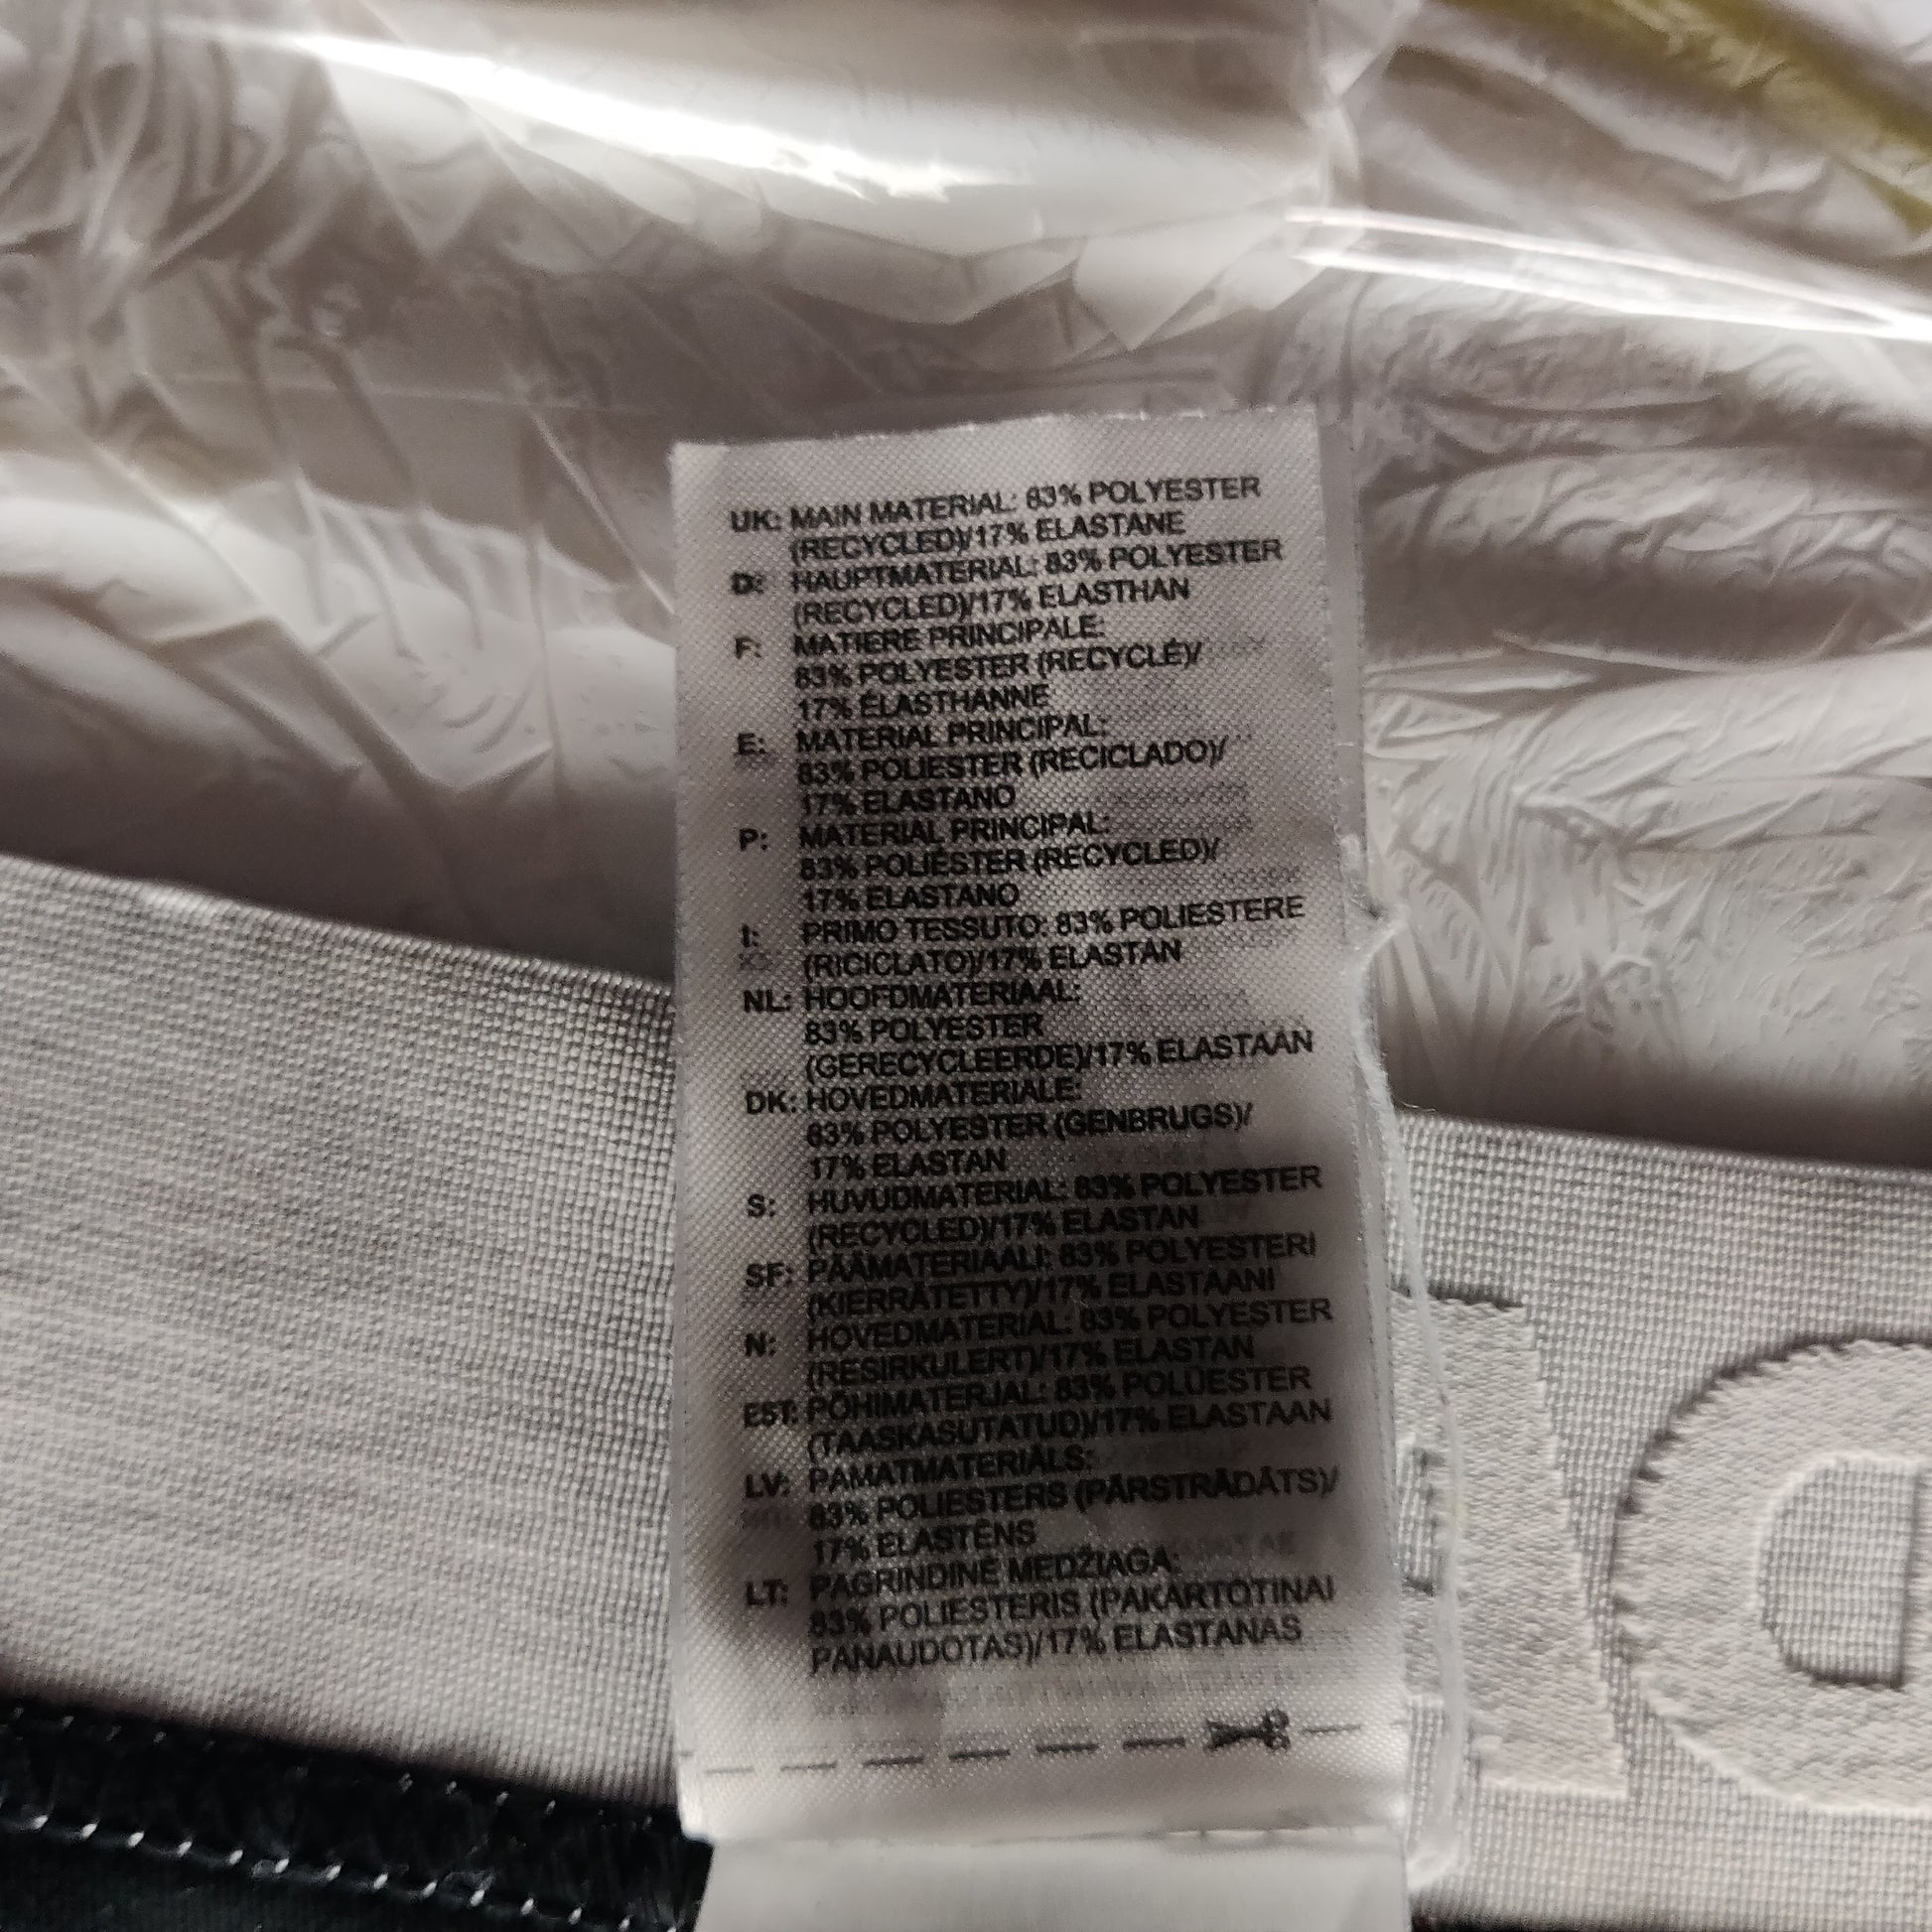 UK: MAIN MATERIAL: 83% POLYESTER
(RECYCLED)/17% ELASTANE
D: HAUPTMATERIAL: 83% POLYESTER
(RECYCLED)/17% ELASTHAN
F: MATIERE PRINCIPALE:
83% POLYESTER (RECYCLÉ)/
17% ÉLASTHANNE
E: MATERIAL PRINCIPAL:
83% POLIESTER (RECICLADO)/
17% ELASTANO
P: MATERIAL PRINCIPAL:
83% POLIÉSTER (RECYCLED)/
17% ELASTANO
I: PRIMO TESSUTO: 83% POLIESTERE
(RICICLATO)/17% ELASTAN
NL: HOOFDMATERIAAL:
83% POLYESTER
(GERECYCLEERDE)/17% ELASTAAN
DK: HOVEDMATERIALE:
83% POLYESTER (GENBRUGS)/
17% ELASTAN
S: HUVUDMATERIAL: 83% POLYESTER
(RECYCLED)/17% ELASTAN
SF: PÄÄMATERIAALI: 83% POLYESTERI
(KIERRÄTETTY)/17% ELASTAANI
N: HOVEDMATERIAL: 83% POLYESTER
(RESIRKULERT)/17% ELASTAN
EST: PÕHIMATERJAL: 83% POLÜESTER
(TAASKASUTATUD)/17% ELASTAAN
LV: PAMATMATERIĀLS:
83% POLIESTERS (PĀRSTRĀDĀTS)/
17% ELASTĒNS
LT: PAGRINDINĖ MEDŽIAGA:
83% POLIESTERIS (PAKARTOTINAI
PANAUDOTAS)/17% ELASTANAS